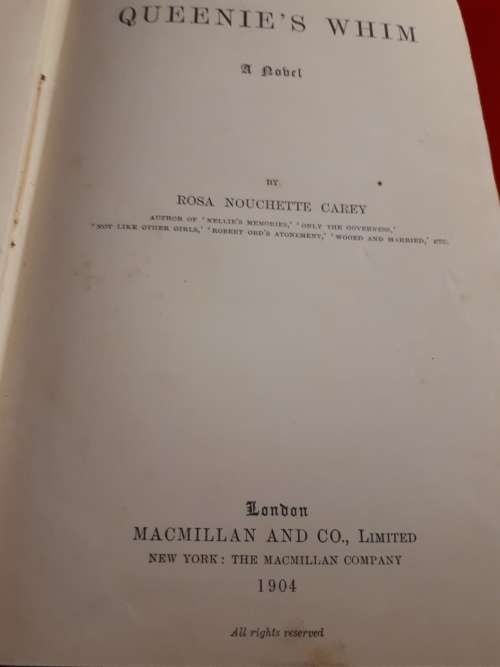 QUEENIE'S WHIM
A Novel
BY
ROSA NOUCHETTE CAREY
AUTHOR OF 'NELLIE'S MEMORIES,' 'ONLY THE GOVERNESS,'
'NOT LIKE OTHER GIRLS,' 'ROBERT ORD'S ATONEMENT,' 'WOOED AND MARRIED,' ETC.
London
MACMILLAN AND CO., LIMITED
NEW YORK: THE MACMILLAN COMPANY
1904
All rights reserved